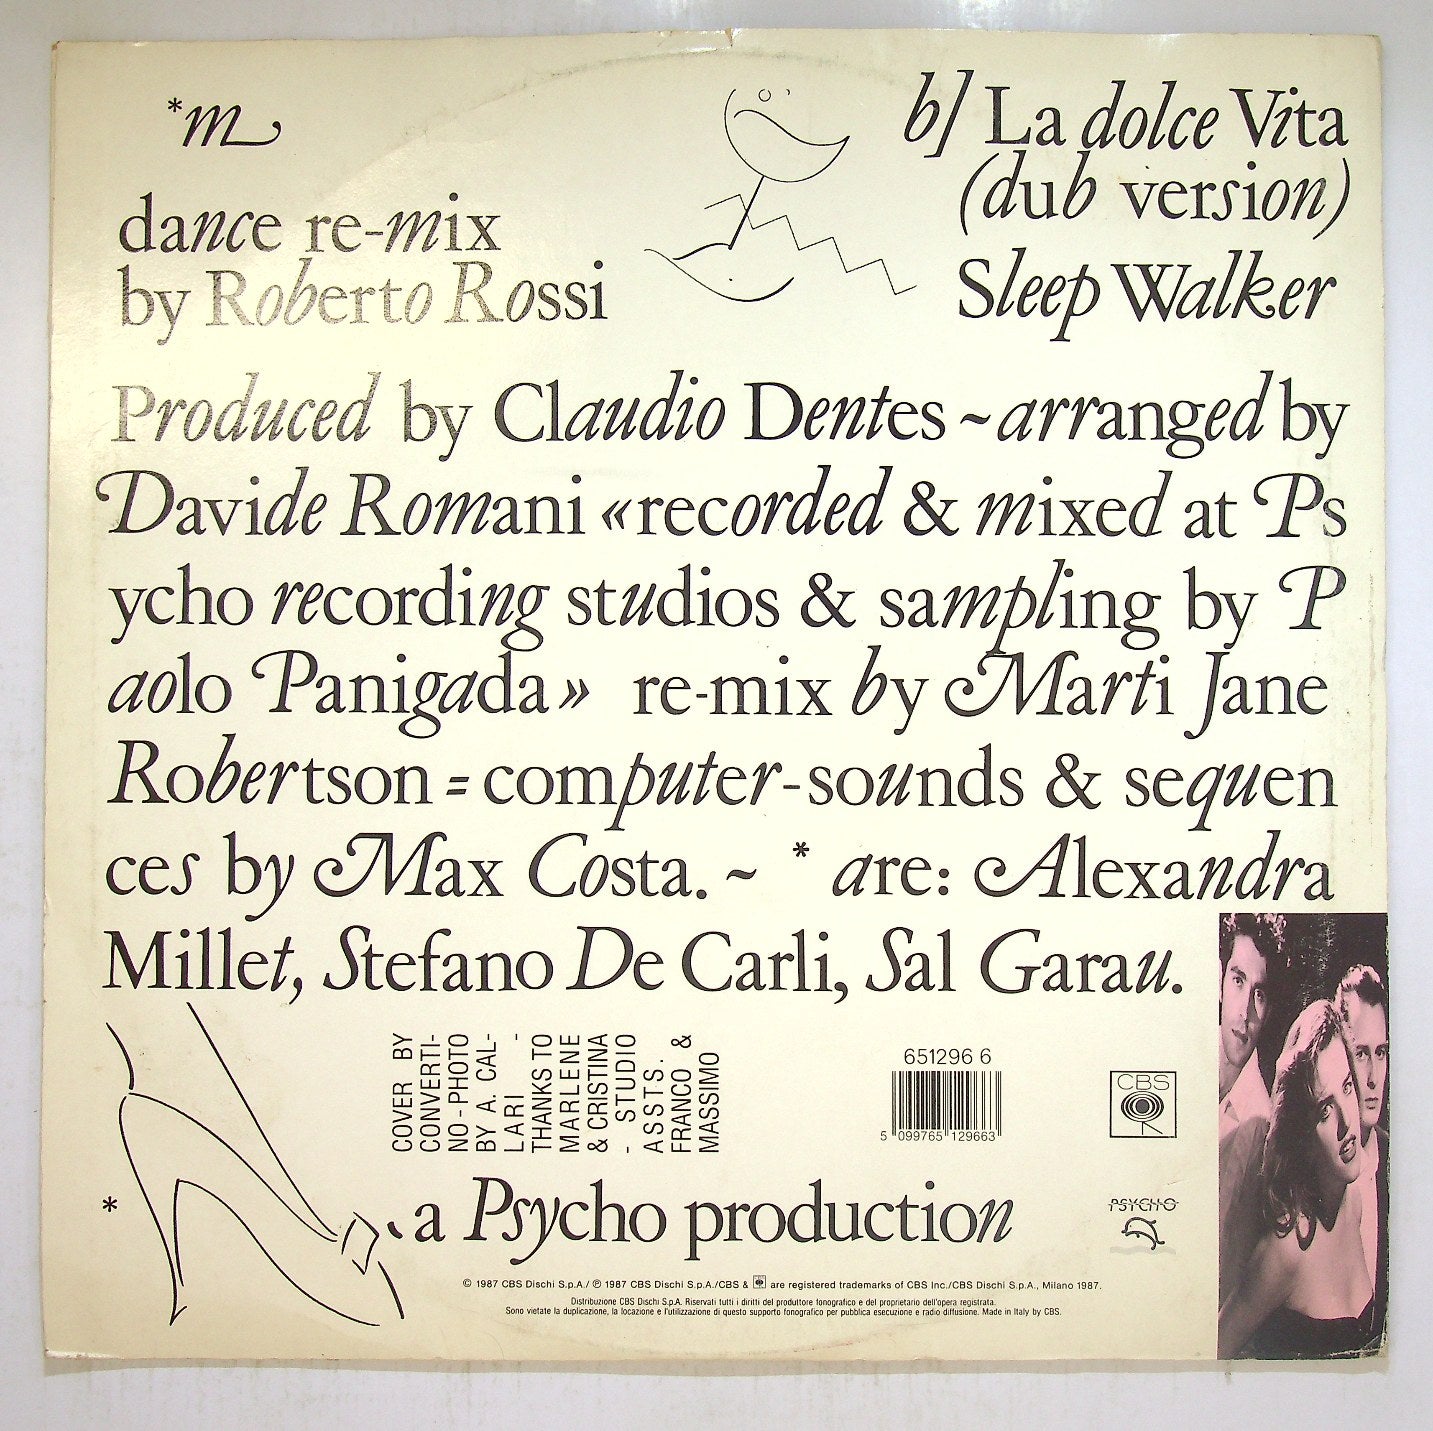 *m
dance re-mix
by Roberto Rossi
b] La dolce Vita
(dub version)
Sleep Walker
Produced by Claudio Dentes ~ arranged by
Davide Romani « recorded & mixed at Ps
ycho recording studios & sampling by P
aolo Panigada » re-mix by Marti Jane
Robertson = computer-sounds & sequen
ces by Max Costa. ~ * are: Alexandra
Millet, Stefano De Carli, Sal Garau.
COVER BY
CONVERTI-
NO - PHOTO
BY A. CAL-
LARI -
THANKS TO
MARLENE
& CRISTINA
- STUDIO
ASSTS.
FRANCO &
MASSIMO
651296 6
5 099765 129663
CBS
*
a Psycho production
PSYCHO
© 1987 CBS Dischi S.p.A./ ℗ 1987 CBS Dischi S.p.A./CBS & are registered trademarks of CBS Inc./CBS Dischi S.p.A., Milano 1987.
Distribuzione CBS Dischi S.p.A. Riservati tutti i diritti del produttore fonografico e del proprietario dell'opera registrata.
Sono vietate la duplicazione, la locazione e l'utilizzazione di questo supporto fonografico per pubblica esecuzione e radio diffusione. Made in Italy by CBS.